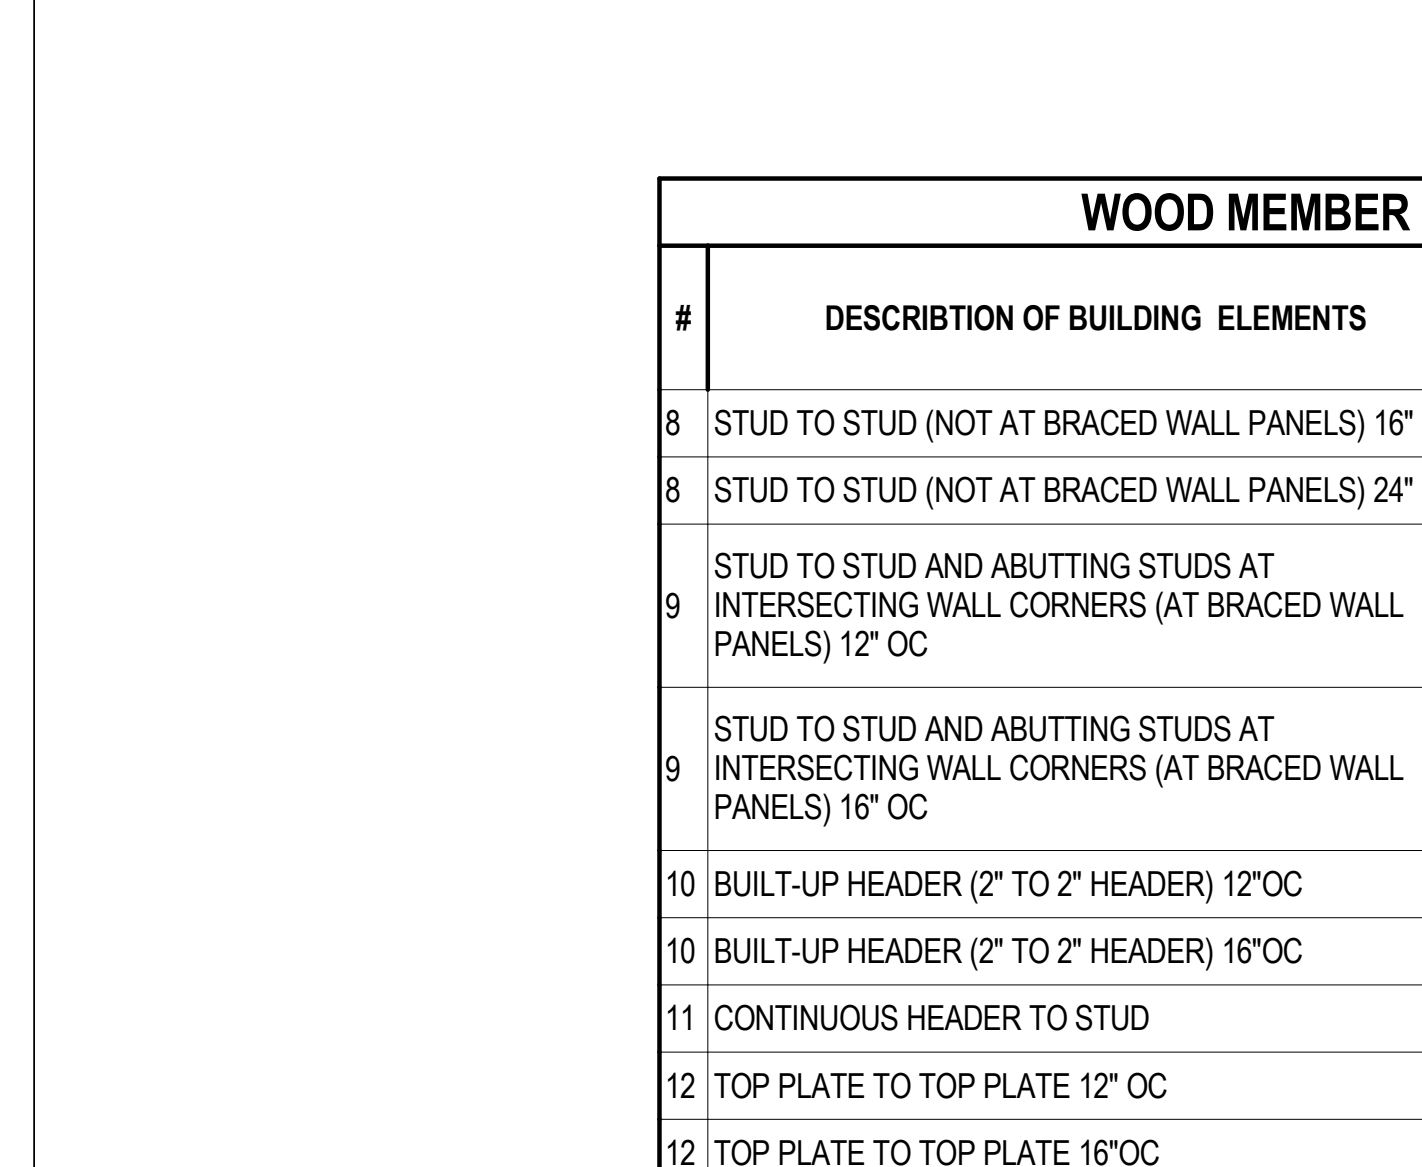 WOOD MEMBER
# DESCRIBTION OF BUILDING ELEMENTS
8 STUD TO STUD (NOT AT BRACED WALL PANELS) 16"
8 STUD TO STUD (NOT AT BRACED WALL PANELS) 24"
STUD TO STUD AND ABUTTING STUDS AT
9 INTERSECTING WALL CORNERS (AT BRACED WALL
PANELS) 12" OC
STUD TO STUD AND ABUTTING STUDS AT
9 INTERSECTING WALL CORNERS (AT BRACED WALL
PANELS) 16" OC
10 BUILT-UP HEADER (2" TO 2" HEADER) 12"OC
10 BUILT-UP HEADER (2" TO 2" HEADER) 16"OC
11 CONTINUOUS HEADER TO STUD
12 TOP PLATE TO TOP PLATE 12" OC
12 TOP PLATE TO TOP PLATE 16"OC